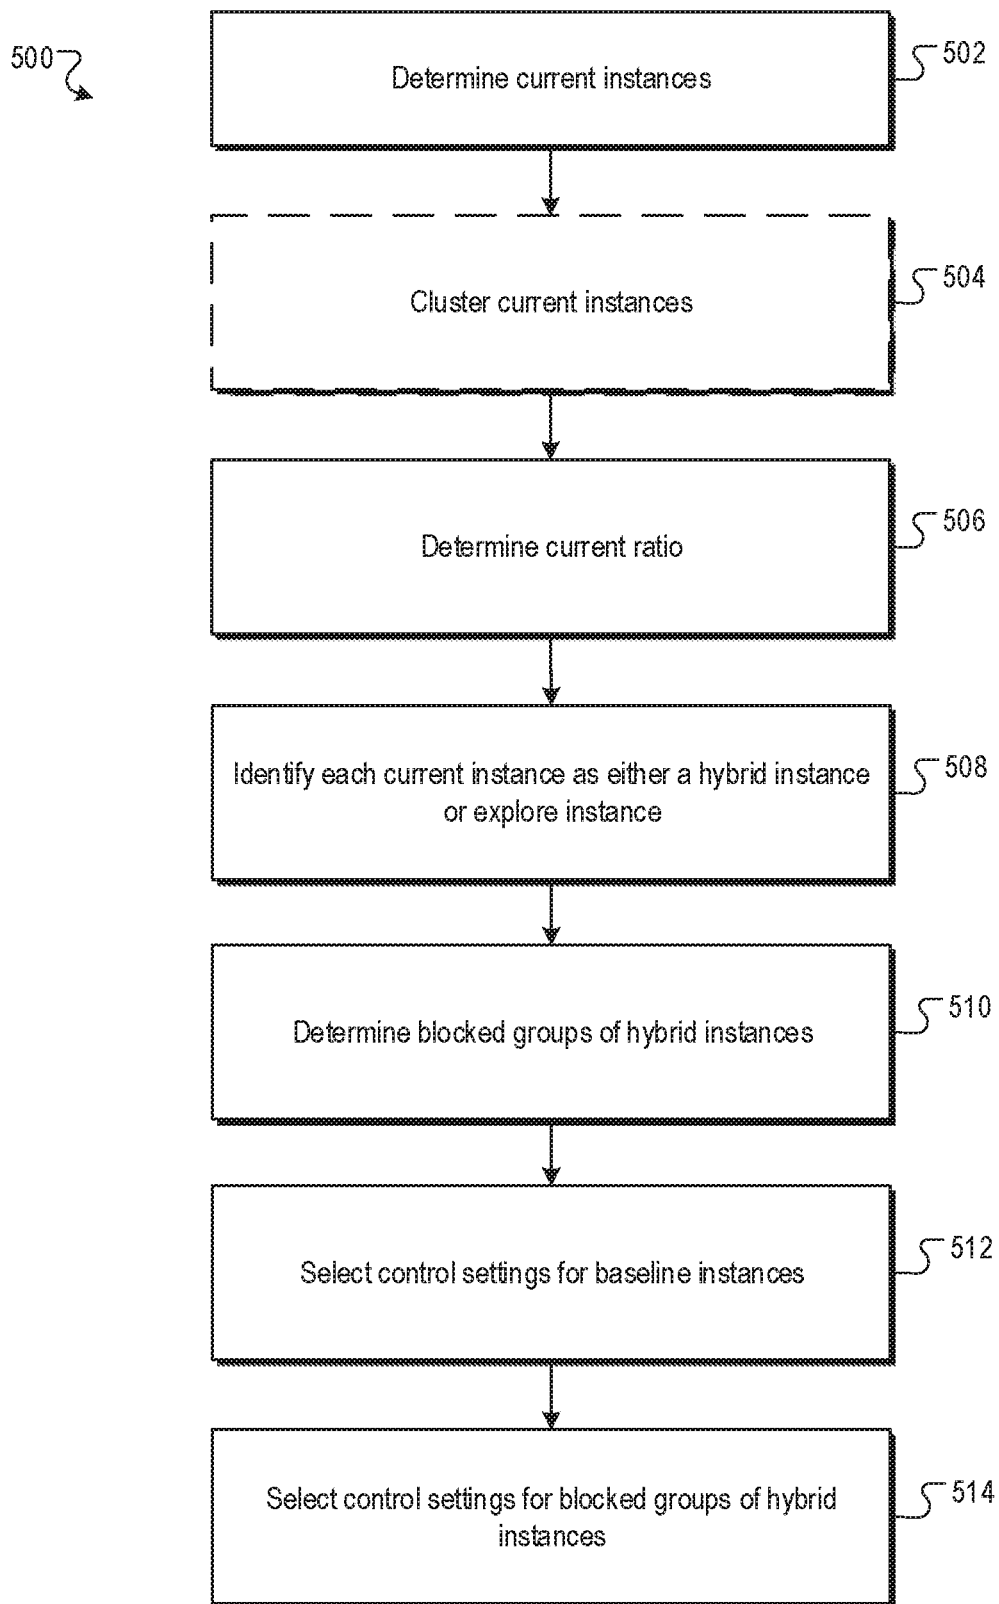 500
Determine current instances
502
Cluster current instances
504
Determine current ratio
506
Identify each current instance as either a hybrid instance
or explore instance
508
Determine blocked groups of hybrid instances
510
Select control settings for baseline instances
512
Select control settings for blocked groups of hybrid
instances
514